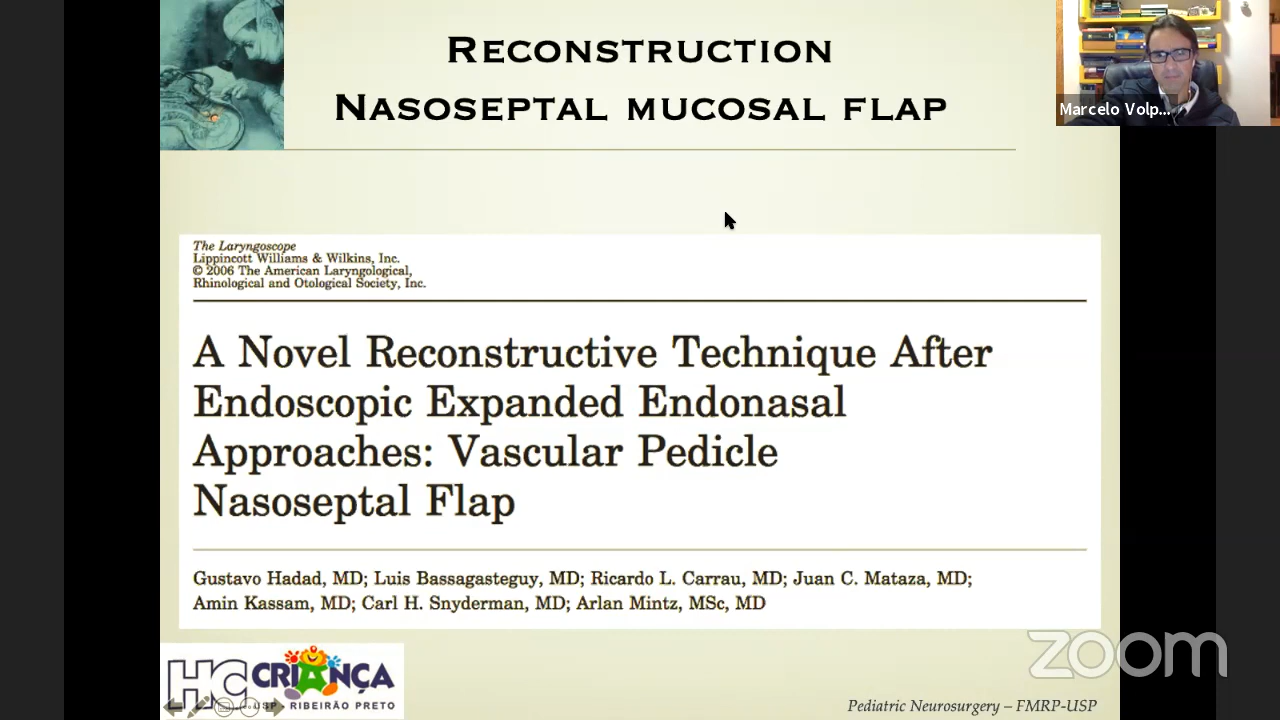 RECONSTRUCTION
NASOSEPTAL MUCOSAL FLAP
Marcelo Volp...
The Laryngoscope
Lippincott Williams & Wilkins, Inc.
© 2006 The American Laryngological,
Rhinological and Otological Society, Inc.
A Novel Reconstructive Technique After
Endoscopic Expanded Endonasal
Approaches: Vascular Pedicle
Nasoseptal Flap
Gustavo Hadad, MD; Luis Bassagasteguy, MD; Ricardo L. Carrau, MD; Juan C. Mataza, MD;
Amin Kassam, MD; Carl H. Snyderman, MD; Arlan Mintz, MSc, MD
zoom
HC CRIANÇA
USP RIBEIRÃO PRETO
Pediatric Neurosurgery – FMRP-USP